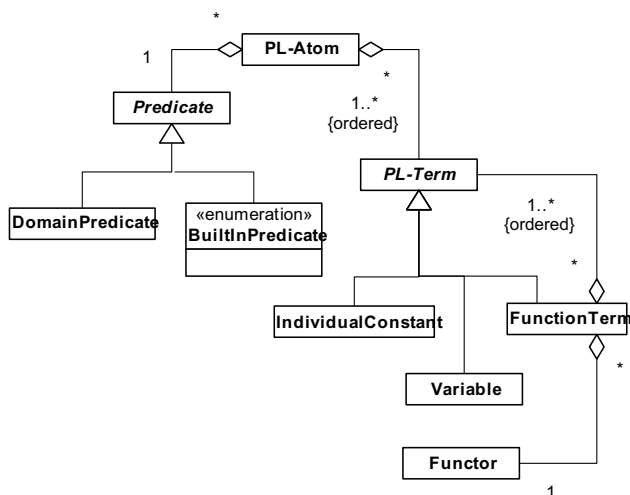 *
PL-Atom
1
*
Predicate
1..*
{ordered}
PL-Term
DomainPredicate
«enumeration»
BuiltInPredicate
1..*
{ordered}
*
IndividualConstant
FunctionTerm
*
Variable
Functor
1